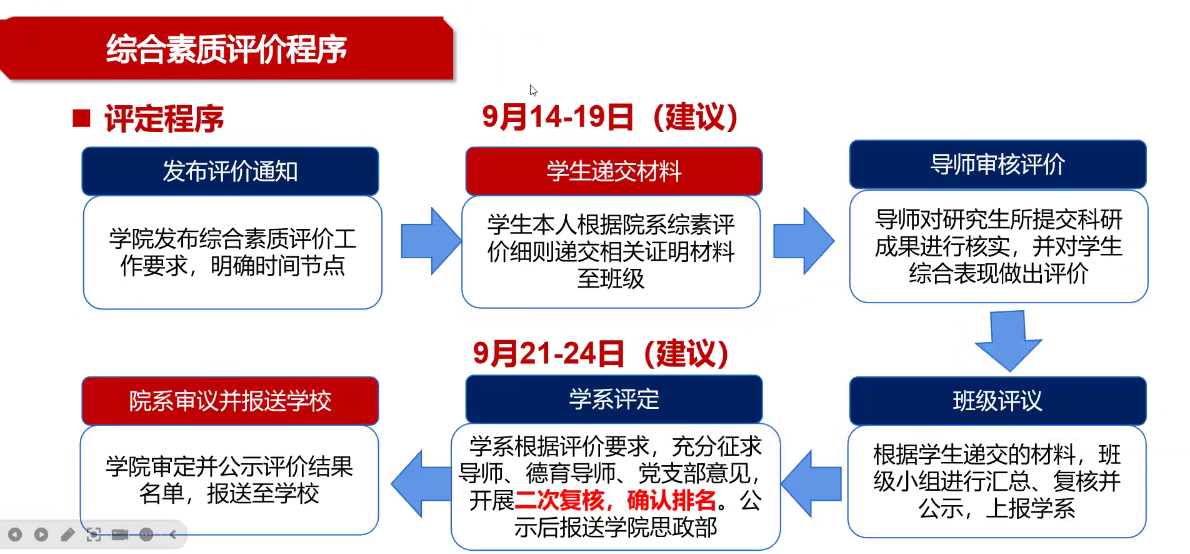 综合素质评价程序
评定程序
9月14-19日（建议）
发布评价通知
学院发布综合素质评价工
作要求，明确时间节点
学生递交材料
学生本人根据院系综素评
价细则递交相关证明材料
至班级
导师审核评价
导师对研究生所提交科研
成果进行核实，并对学生
综合表现做出评价
班级评议
根据学生递交的材料，班
级小组进行汇总、复核并
公示，上报学系
9月21-24日（建议）
学系评定
学系根据评价要求，充分征求
导师、德育导师、党支部意见，
开展二次复核，确认排名。公
示后报送学院思政部
院系审议并报送学校
学院审定并公示评价结果
名单，报送至学校